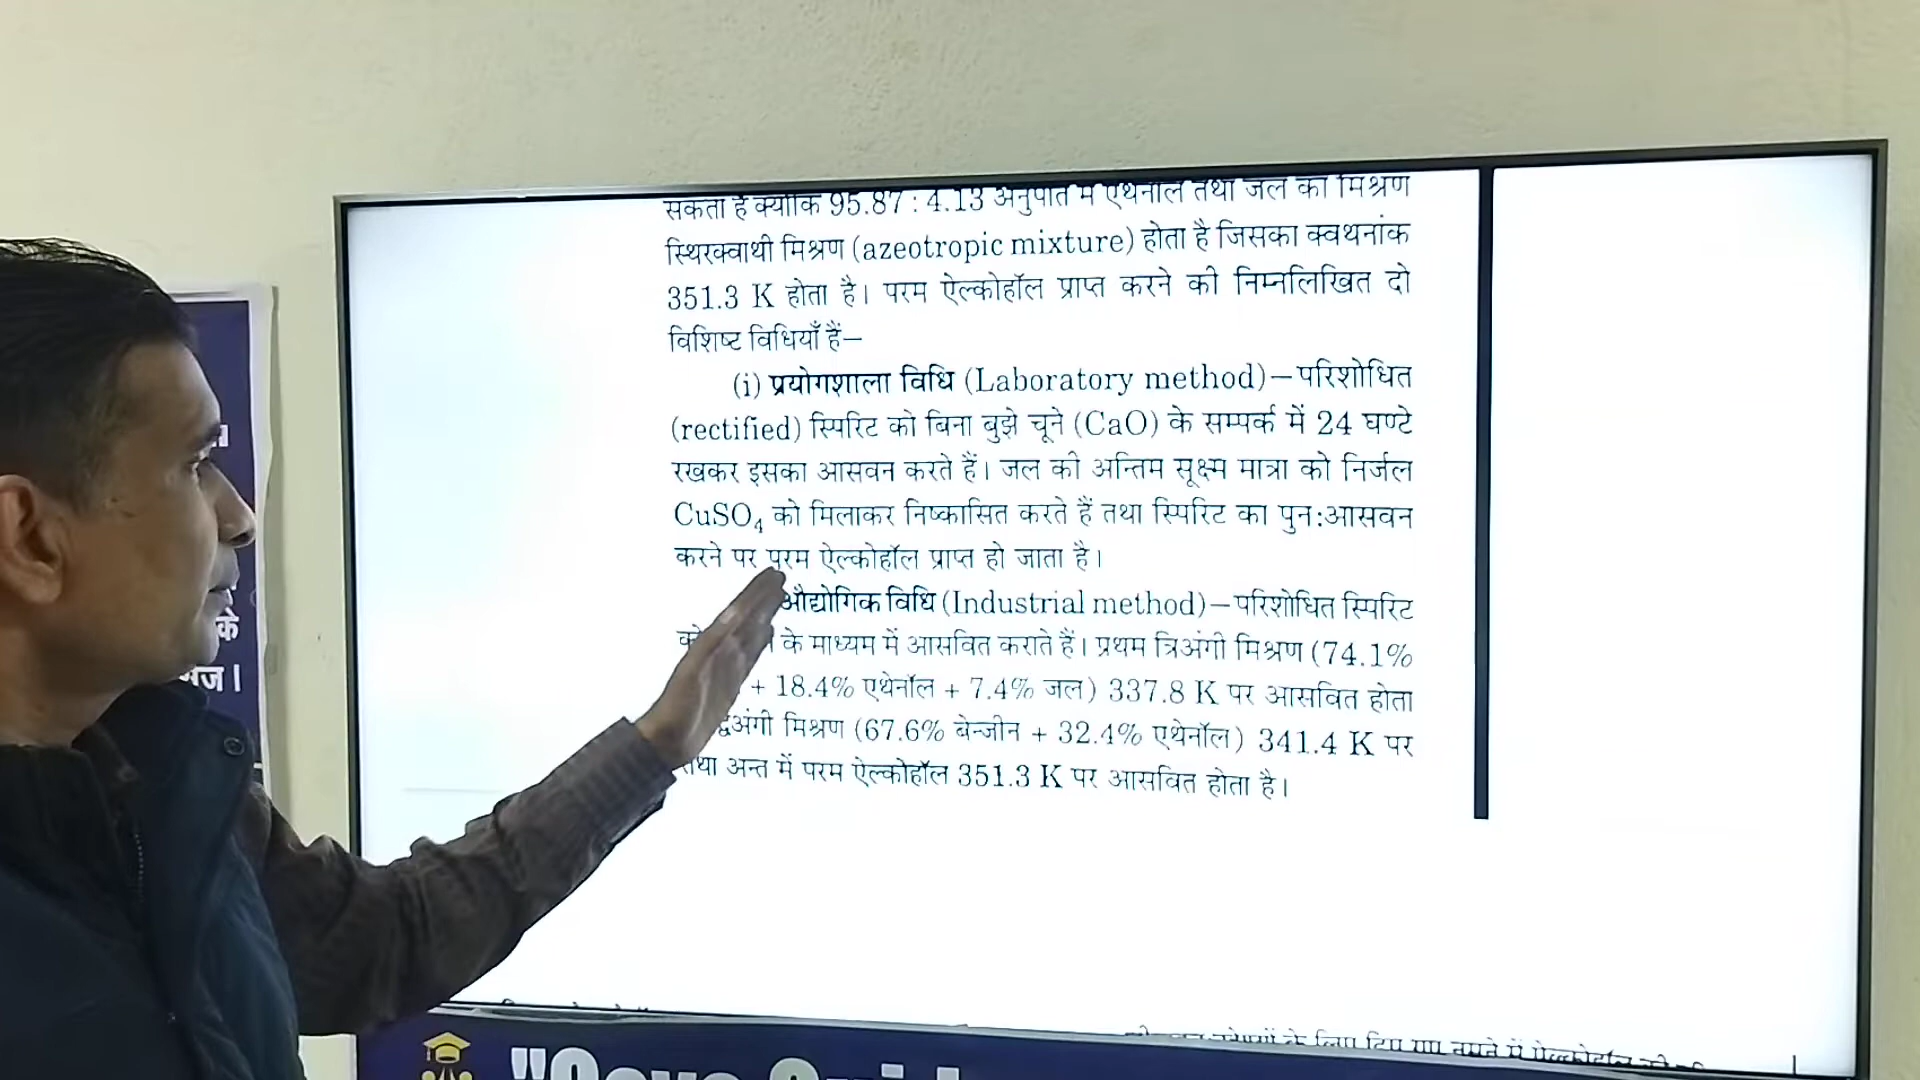 सकता है क्योंकि 95.87 : 4.13 अनुपात में एथेनॉल तथा जल का मिश्रण
स्थिरक्वाथी मिश्रण (azeotropic mixture) होता है जिसका क्वथनांक
351.3 K होता है। परम ऐल्कोहॉल प्राप्त करने की निम्नलिखित दो
विशिष्ट विधियाँ हैं–
(i) प्रयोगशाला विधि (Laboratory method)–परिशोधित
(rectified) स्पिरिट को बिना बुझे चूने (CaO) के सम्पर्क में 24 घण्टे
रखकर इसका आसवन करते हैं। जल की अन्तिम सूक्ष्म मात्रा को निर्जल
CuSO₄ को मिलाकर निष्कासित करते हैं तथा स्पिरिट का पुन:आसवन
करने पर परम ऐल्कोहॉल प्राप्त हो जाता है।
औद्योगिक विधि (Industrial method)–परिशोधित स्पिरिट
के माध्यम में आसवित कराते हैं। प्रथम त्रिअंगी मिश्रण (74.1%
+ 18.4% एथेनॉल + 7.4% जल) 337.8 K पर आसवित होता
मिश्रण (67.6% बेन्जीन + 32.4% एथेनॉल) 341.4 K पर
तथा अन्त में परम ऐल्कोहॉल 351.3 K पर आसवित होता है।
के